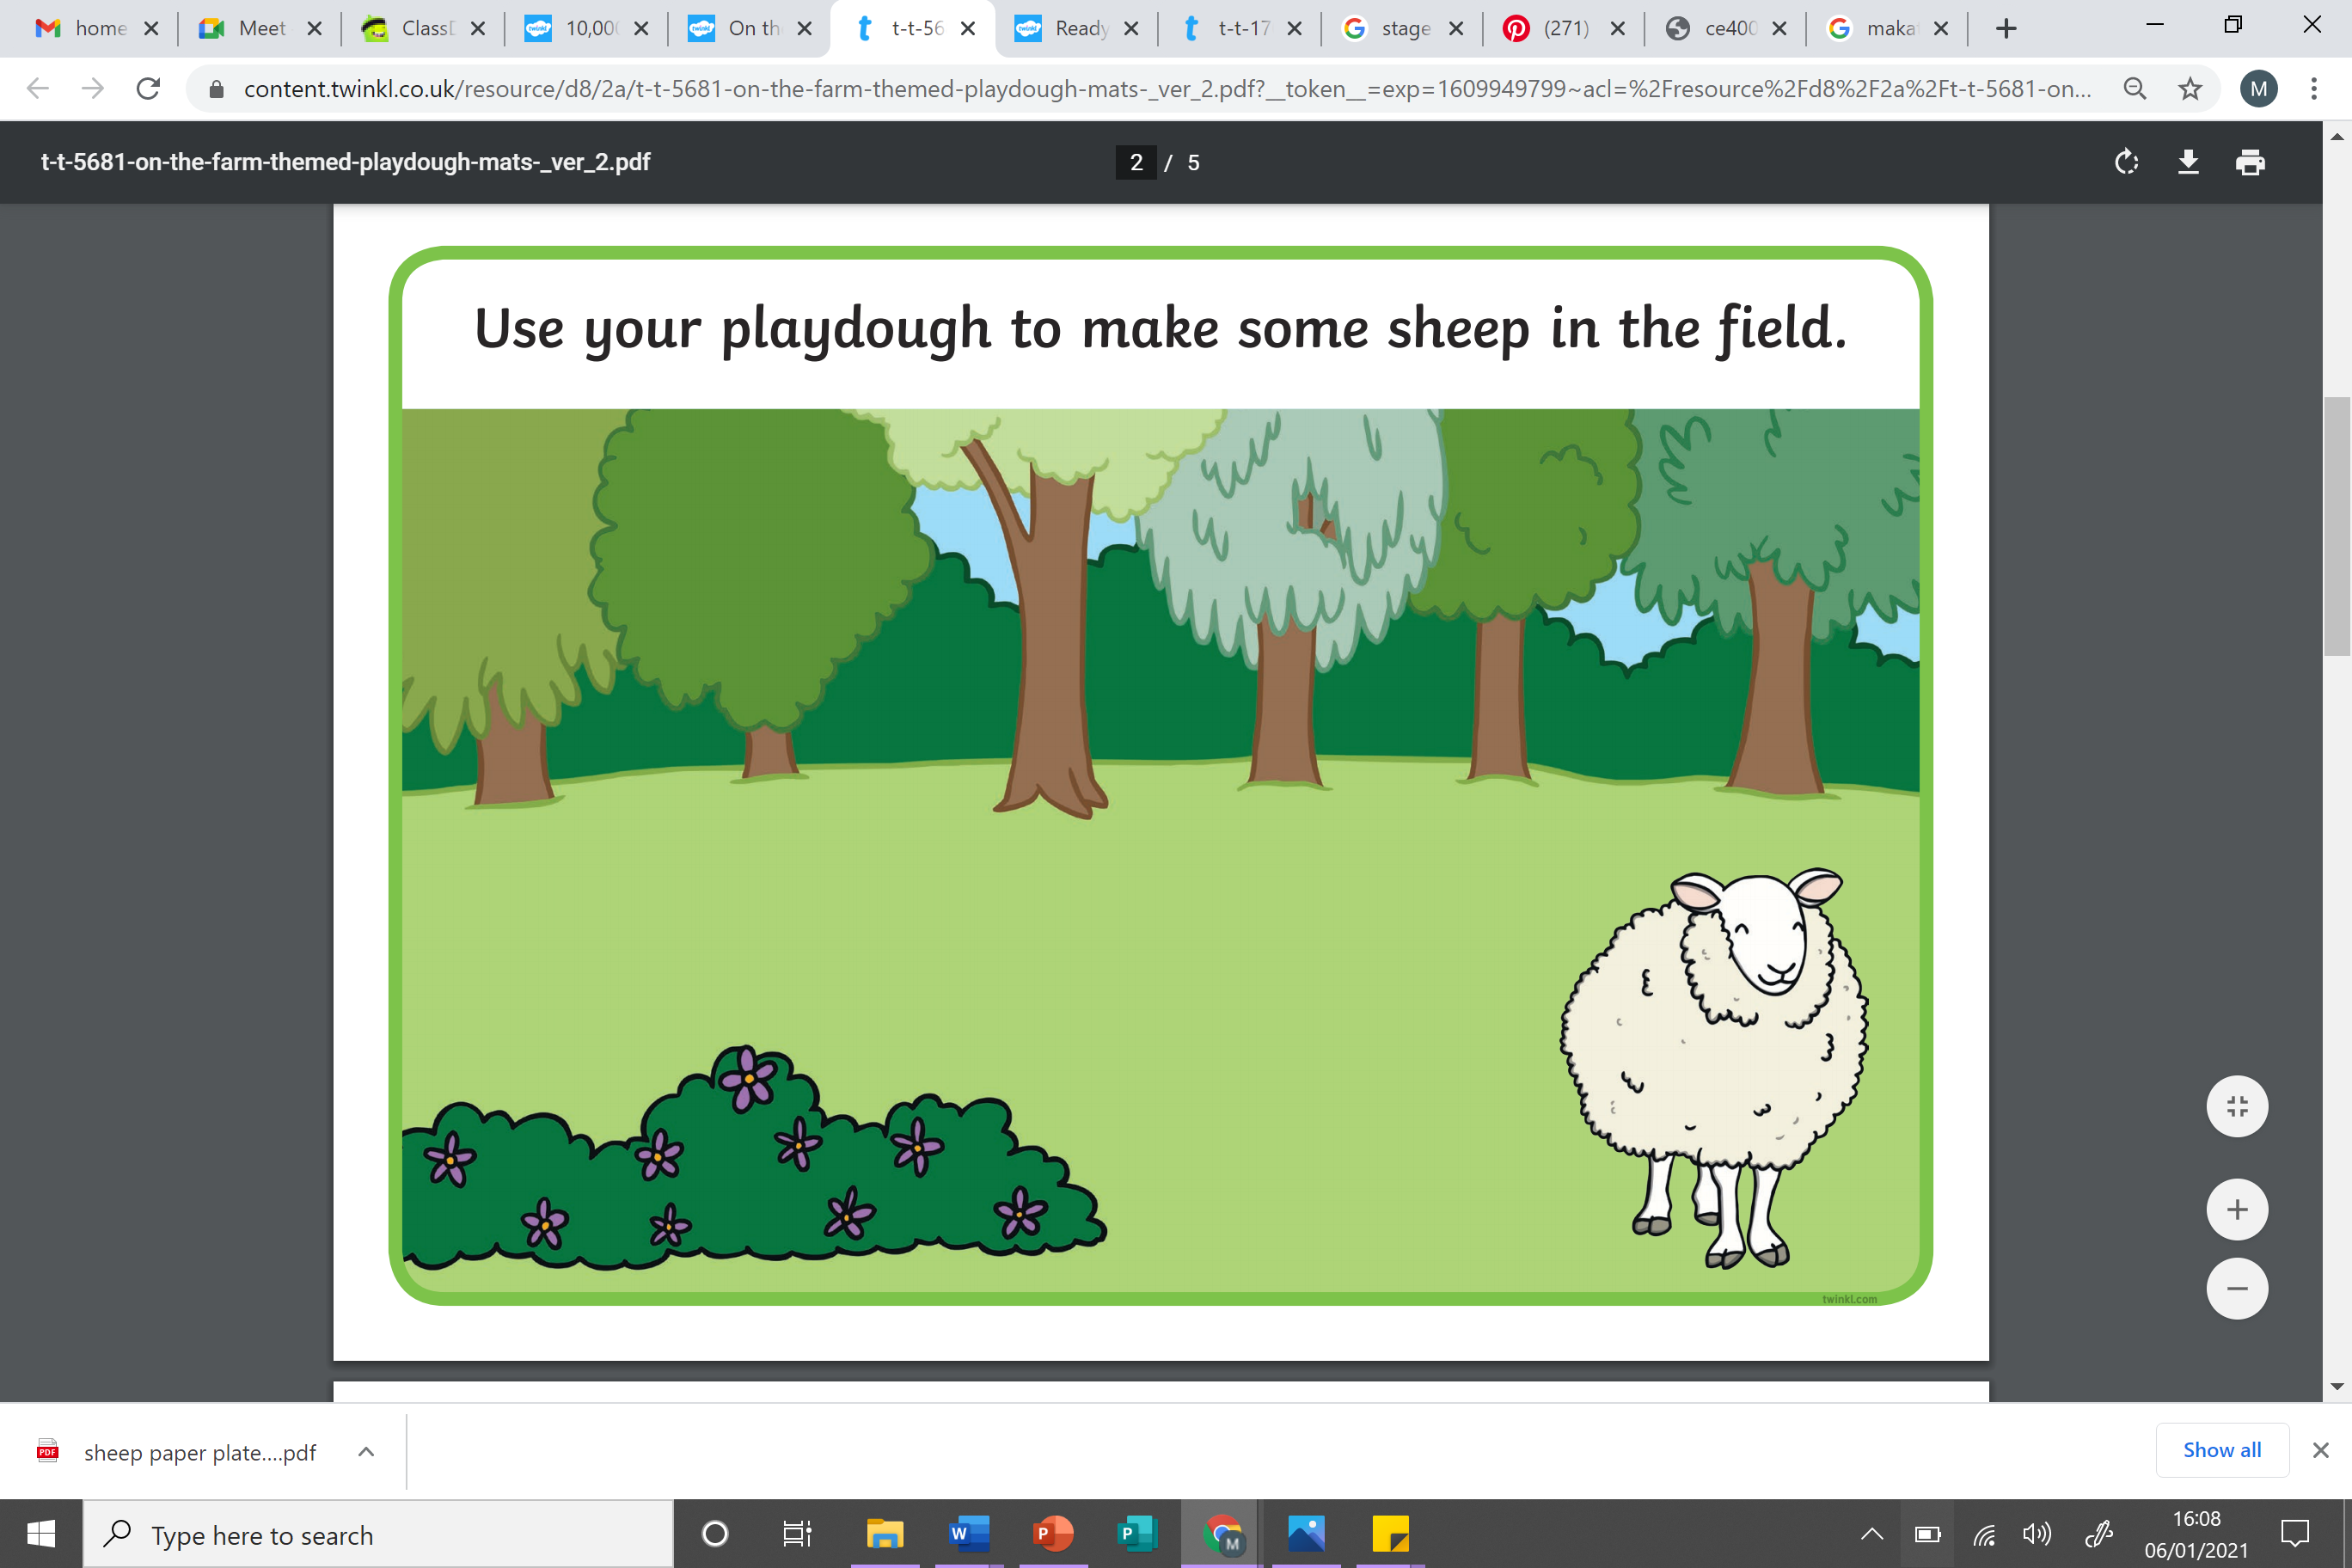 home
Meet
ClassD
10,000
On th
t-t-56
Ready
t-t-17
stage
(271)
ce400
maka
content.twinkl.co.uk/resource/d8/2a/t-t-5681-on-the-farm-themed-playdough-mats-_ver_2.pdf?__token__=exp=1609949799~acl=%2Fresource%2Fd8%2F2a%2Ft-t-5681-on...
M
t-t-5681-on-the-farm-themed-playdough-mats-_ver_2.pdf
2 / 5
Use your playdough to make some sheep in the field.
twinkl.com
PDF
sheep paper plate....pdf
Show all
Type here to search
W
P
P
M
16:08
06/01/2021